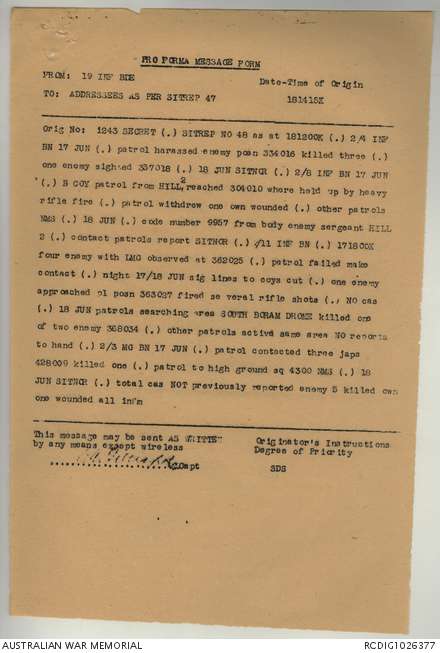 PRO FORMA MESSAGE FORM
FROM: 19 INF BDE Date-Time of Origin
TO: ADDRESSEES AS PER SITREP 47 181415K
Orig No: 1243 SECRET (.) SITREP NO 48 as at 181200K (.) 2/4 INF
BN 17 JUN (.) patrol harassed enemy posn 334016 killed three (.)
one enemy sighted 337018 (.) 18 JUN SITNOR (.) 2/8 INF BN 17 JUN
(.) B COY patrol from HILL 2 reached 304010 where held up by heavy
rifle fire (.) patrol withdrew one own wounded (.) other patrols
NMS (.) 18 JUN (.) code number 9957 from body enemy sergeant HILL
2 (.) contact patrols report SITNOR (.) 2/11 INF BN (.) 171800K
four enemy with LMG observed at 362025 (.) patrol failed make
contact (.) night 17/18 JUN sig lines to coys cut (.) one enemy
approached pl posn 363027 fired several rifle shots (.) NO cas
(.) 18 JUN patrols searching area SOUTH BORAM DROME killed one
of two enemy 368034 (.) other patrols active same area NO reports
to hand (.) 2/3 MG BN 17 JUN (.) patrol contacted three japs
428009 killed one (.) patrol to high ground sq 4300 NMS (.) 18
JUN SITNOR (.) total cas NOT previously reported enemy 5 killed own
one wounded all infm
This message may be sent AS WRITTEN Originator's Instructions
by any means except wireless Degree of Priority
Capt SDS
AUSTRALIAN WAR MEMORIAL RCDIG1026377